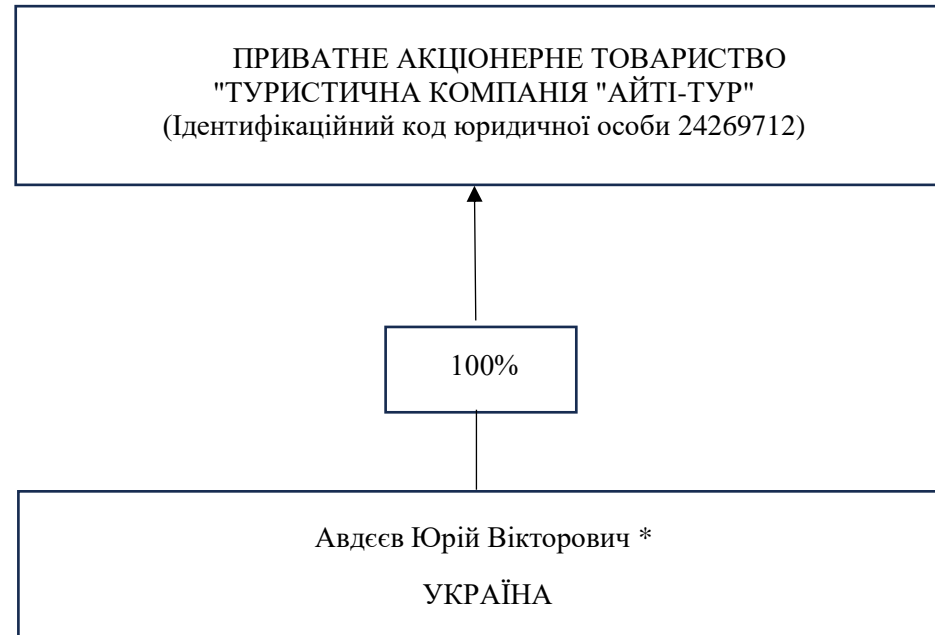 ПРИВАТНЕ АКЦІОНЕРНЕ ТОВАРИСТВО
"ТУРИСТИЧНА КОМПАНІЯ "АЙТІ-ТУР"
(Ідентифікаційний код юридичної особи 24269712)
100%
Авдєєв Юрій Вікторович *
УКРАЇНА